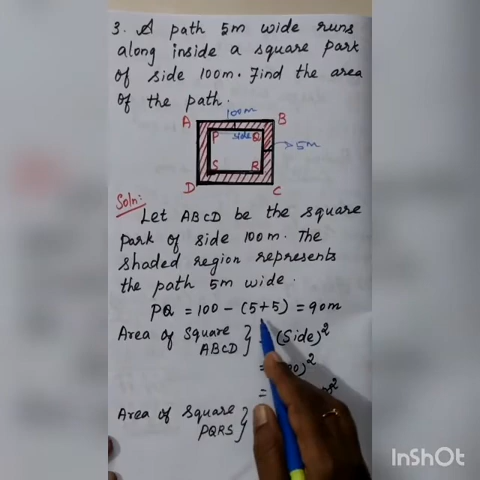 3. A path 5m wide runs
along inside a square park
of side 100m. Find the area
of the path.
100m
A B
P side Q
5m
S R
D C
Soln:
Let ABCD be the square
park of side 100m. The
shaded region represents
the path 5m wide.
PQ = 100 - (5+5) = 90m
Area of Square } = (Side)²
ABCD
=
=
Area of Square }
PQRS
InShOt